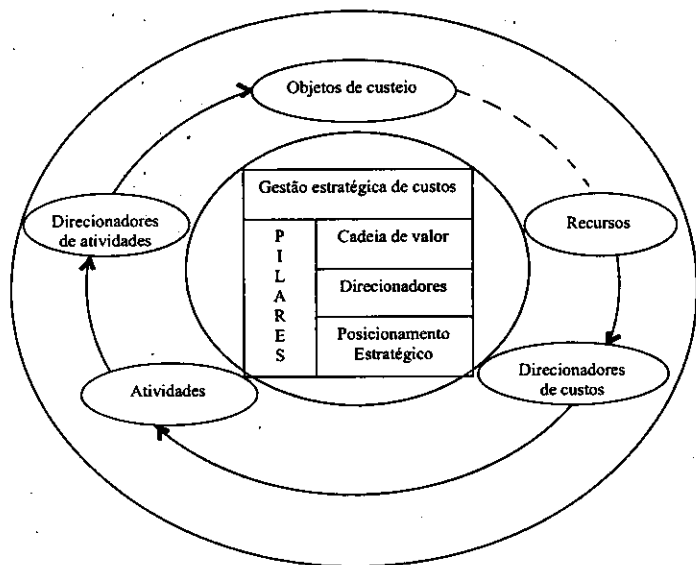 Objetos de custeio
Gestão estratégica de custos
P
I
L
A
R
E
S
Cadeia de valor
Direcionadores
Posicionamento
Estratégico
Direcionadores
de atividades
Recursos
Atividades
Direcionadores
de custos